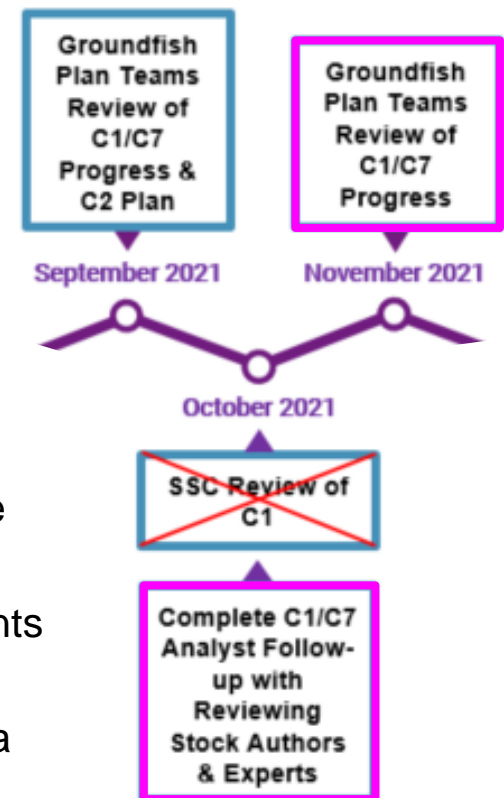 Groundfish
Plan Teams
Review of
C1/C7
Progress &
C2 Plan
Groundfish
Plan Teams
Review of
C1/C7
Progress
September 2021
November 2021
October 2021
SSC Review of
C1
Complete C1/C7
Analyst Follow-
up with
Reviewing
Stock Authors
& Experts
e
nts
a